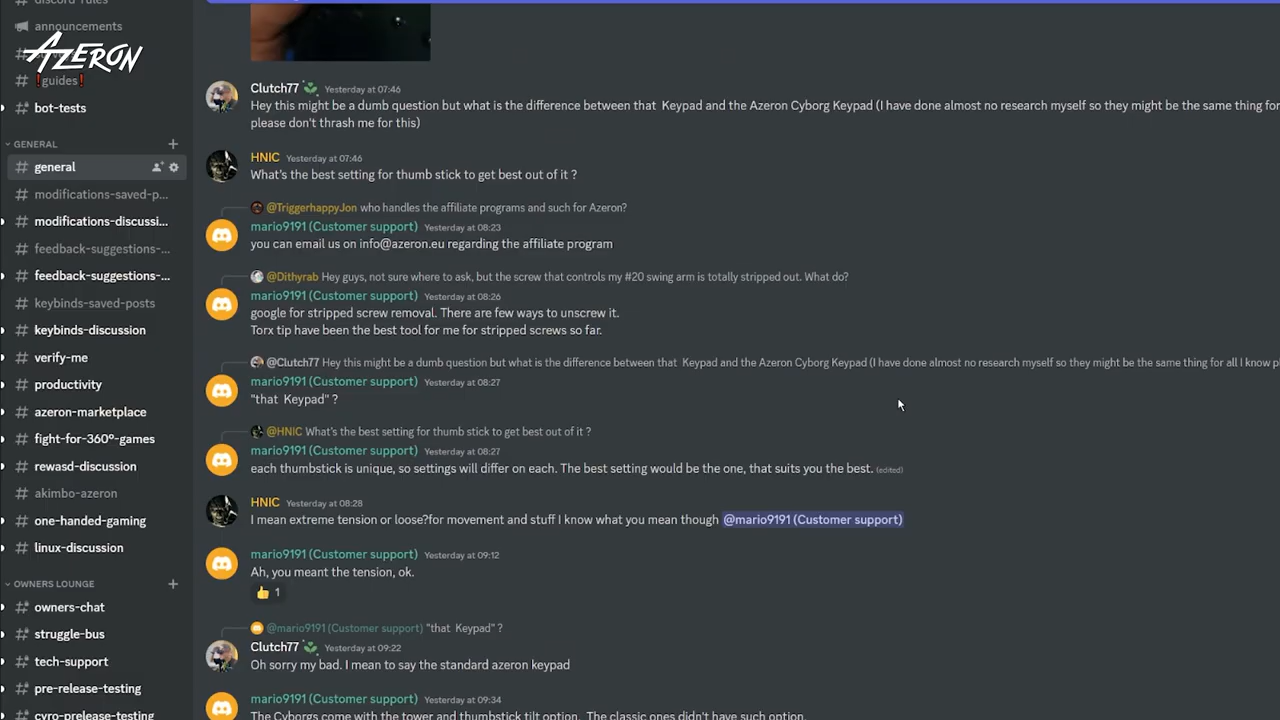 discord-rules
announcements
AZERON
#
# ❗guides❗
bot-tests
GENERAL
# general
# modifications-saved-p...
# modifications-discussi...
# feedback-suggestions-...
# feedback-suggestions-...
# keybinds-saved-posts
# keybinds-discussion
# verify-me
# productivity
# azeron-marketplace
# fight-for-360º-games
# rewasd-discussion
# akimbo-azeron
# one-handed-gaming
# linux-discussion
OWNERS LOUNGE
owners-chat
struggle-bus
tech-support
pre-release-testing
cyro-prelease-testing
Clutch77 Yesterday at 07:46
Hey this might be a dumb question but what is the difference between that Keypad and the Azeron Cyborg Keypad (I have done almost no research myself so they might be the same thing for
please don't thrash me for this)
HNIC Yesterday at 07:46
What's the best setting for thumb stick to get best out of it ?
@TriggerhappyJon who handles the affiliate programs and such for Azeron?
mario9191 (Customer support) Yesterday at 08:23
you can email us on info@azeron.eu regarding the affiliate program
@Dithyrab Hey guys, not sure where to ask, but the screw that controls my #20 swing arm is totally stripped out. What do?
mario9191 (Customer support) Yesterday at 08:26
google for stripped screw removal. There are few ways to unscrew it.
Torx tip have been the best tool for me for stripped screws so far.
@Clutch77 Hey this might be a dumb question but what is the difference between that Keypad and the Azeron Cyborg Keypad (I have done almost no research myself so they might be the same thing for all I know p
mario9191 (Customer support) Yesterday at 08:27
"that Keypad" ?
@HNIC What's the best setting for thumb stick to get best out of it ?
mario9191 (Customer support) Yesterday at 08:27
each thumbstick is unique, so settings will differ on each. The best setting would be the one, that suits you the best. (edited)
HNIC Yesterday at 08:28
I mean extreme tension or loose?for movement and stuff I know what you mean though @mario9191 (Customer support)
mario9191 (Customer support) Yesterday at 09:12
Ah, you meant the tension, ok.
👍 1
@mario9191 (Customer support) "that Keypad" ?
Clutch77 Yesterday at 09:22
Oh sorry my bad. I mean to say the standard azeron keypad
mario9191 (Customer support) Yesterday at 09:34
The Cyborgs come with the tower and thumbstick tilt option. The classic ones didn't have such option.